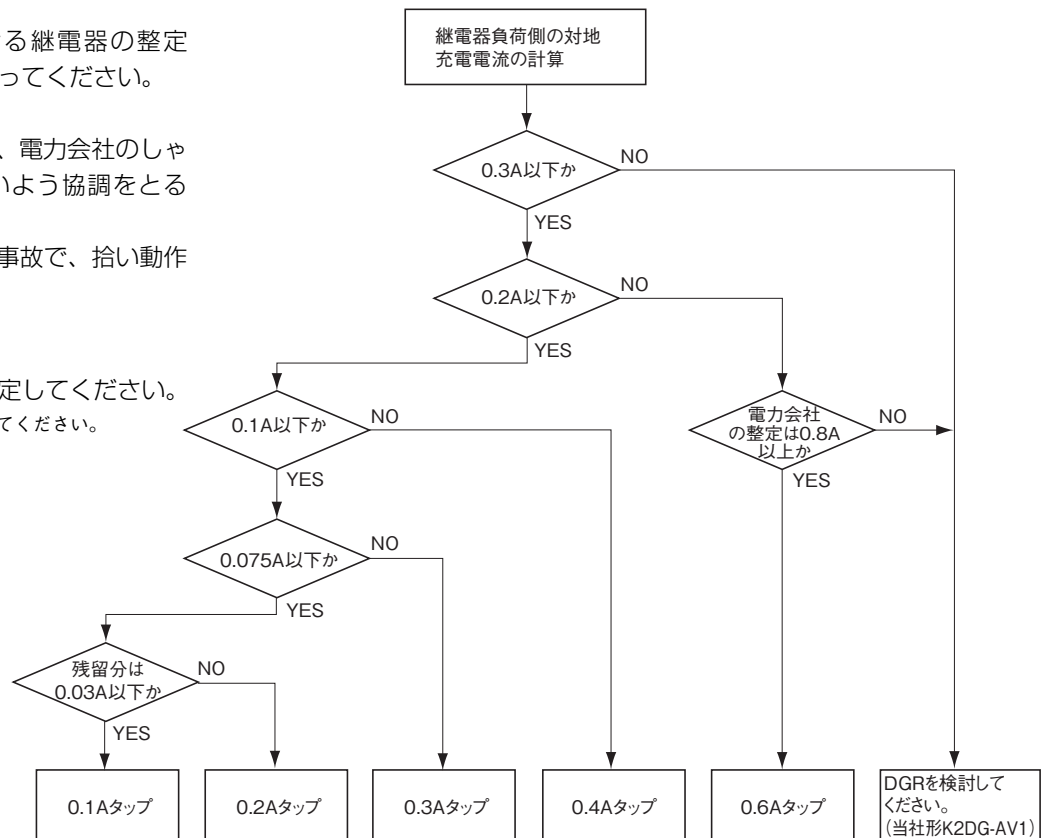 る継電器の整定
ってください。
、電力会社のしゃ
いよう協調をとる
事故で、拾い動作
定してください。
てください。
継電器負荷側の対地
充電電流の計算
0.3A以下か
NO
YES
0.2A以下か
NO
YES
0.1A以下か
NO
YES
電力会社
の整定は0.8A
以上か
NO
YES
0.075A以下か
NO
YES
残留分は
0.03A以下か
NO
YES
0.1Aタップ
0.2Aタップ
0.3Aタップ
0.4Aタップ
0.6Aタップ
DGRを検討して
ください。
(当社形K2DG-AV1)